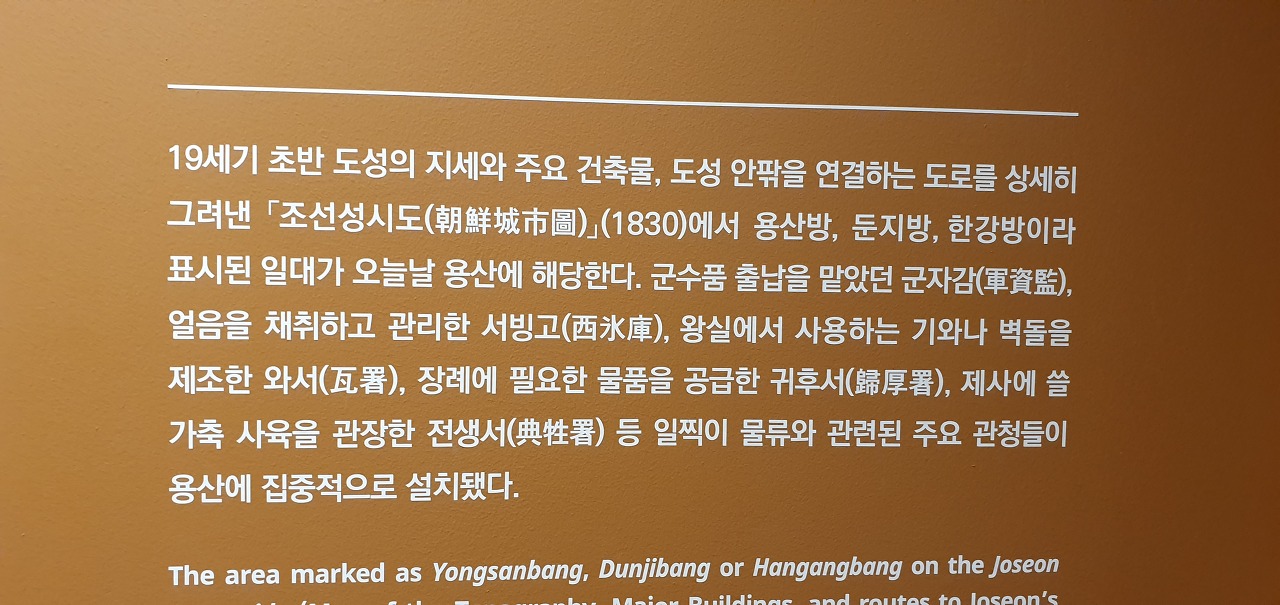 19세기 초반 도성의 지세와 주요 건축물, 도성 안팎을 연결하는 도로를 상세히
그려낸 「조선성시도(朝鮮城市圖)」(1830)에서 용산방, 둔지방, 한강방이라
표시된 일대가 오늘날 용산에 해당한다. 군수품 출납을 맡았던 군자감(軍資監),
얼음을 채취하고 관리한 서빙고(西氷庫), 왕실에서 사용하는 기와나 벽돌을
제조한 와서(瓦署), 장례에 필요한 물품을 공급한 귀후서(歸厚署), 제사에 쓸
가축 사육을 관장한 전생서(典牲署) 등 일찍이 물류와 관련된 주요 관청들이
용산에 집중적으로 설치됐다.
The area marked as Yongsanbang, Dunjibang or Hangangbang on the Joseon
of the Topography, Major Buildings, and routes to Joseon's